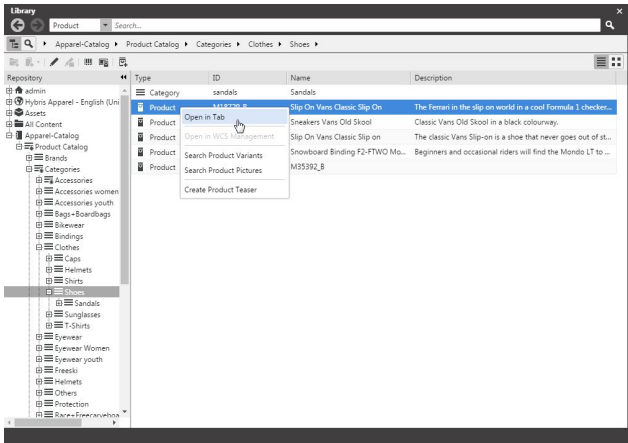 Library
Product
Search...
Apparel-Catalog Product Catalog Categories Clothes Shoes
Repository
Type ID Name Description
admin
Hybris Apparel - English (Uni
Assets
All Content
Apparel-Catalog
Product Catalog
Brands
Categories
Accessories
Accessories women
Accessories youth
Bags+Boardbags
Bikewear
Bindings
Clothes
Caps
Helmets
Shirts
Shoes
Sandals
Sunglasses
T-Shirts
Eyewear
Eyewear Women
Eyewear youth
Freeski
Helmets
Others
Protection
Race+Freecarveboa
Category sandals Sandals
Product M18720_B Slip On Vans Classic Slip On The Ferrari in the slip on world in a cool Formula 1 checker...
Product Sneakers Vans Old Skool Classic Vans Old Skool in a black colourway.
Product Slip On Vans Classic Slip on The classic Vans Slip-on is a shoe that never goes out of st...
Product Snowboard Binding F2-FTWO Mo... Beginners and occasional riders will find the Mondo LT to ...
Product M35392_B
Open in Tab
Open in WCS Management
Search Product Variants
Search Product Pictures
Create Product Teaser